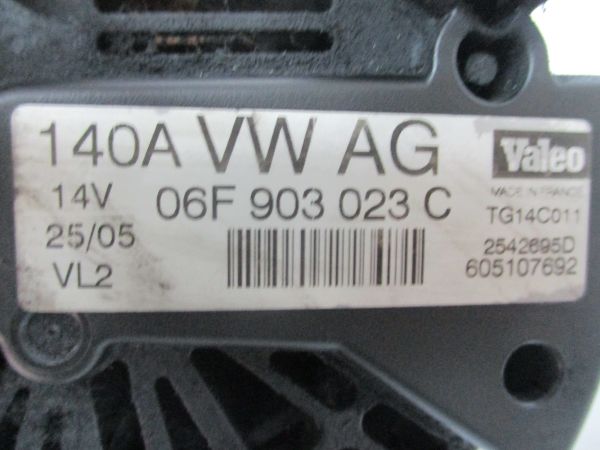 140A VW AG
Valeo
MADE IN FRANCE
14V 06F 903 023 C TG14C011
25/05 2542695D
VL2 605107692